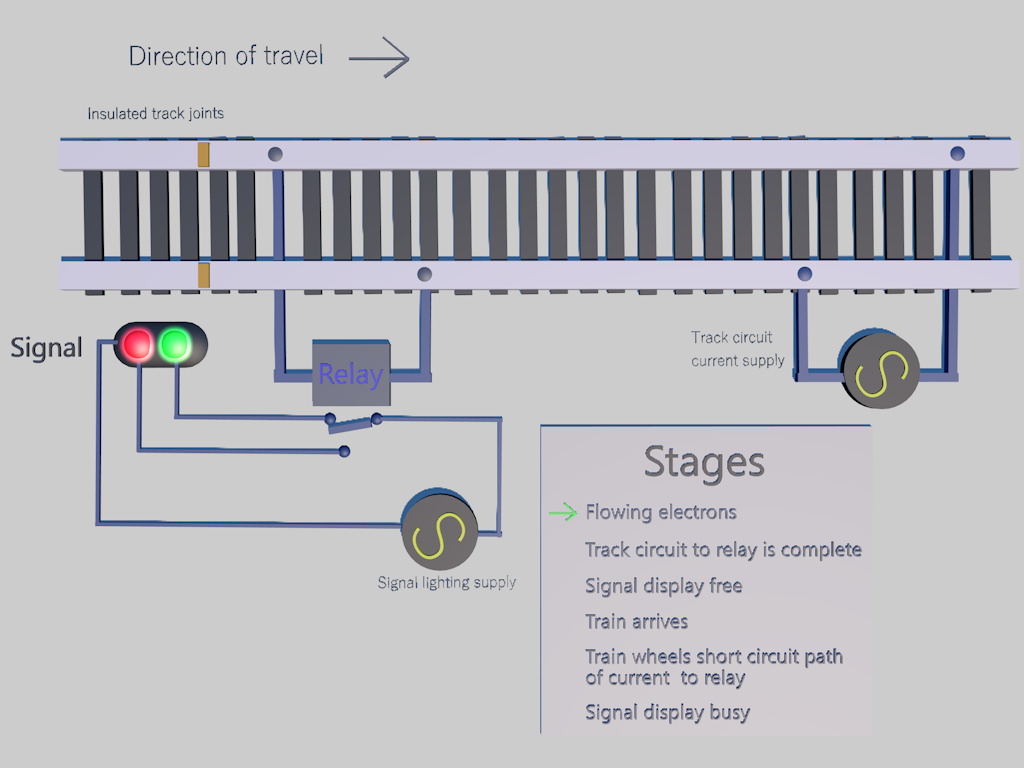 Direction of travel
Insulated track joints
Signal
Relay
Track circuit
current supply
Signal lighting supply
Stages
Flowing electrons
Track circuit to relay is complete
Signal display free
Train arrives
Train wheels short circuit path
of current to relay
Signal display busy